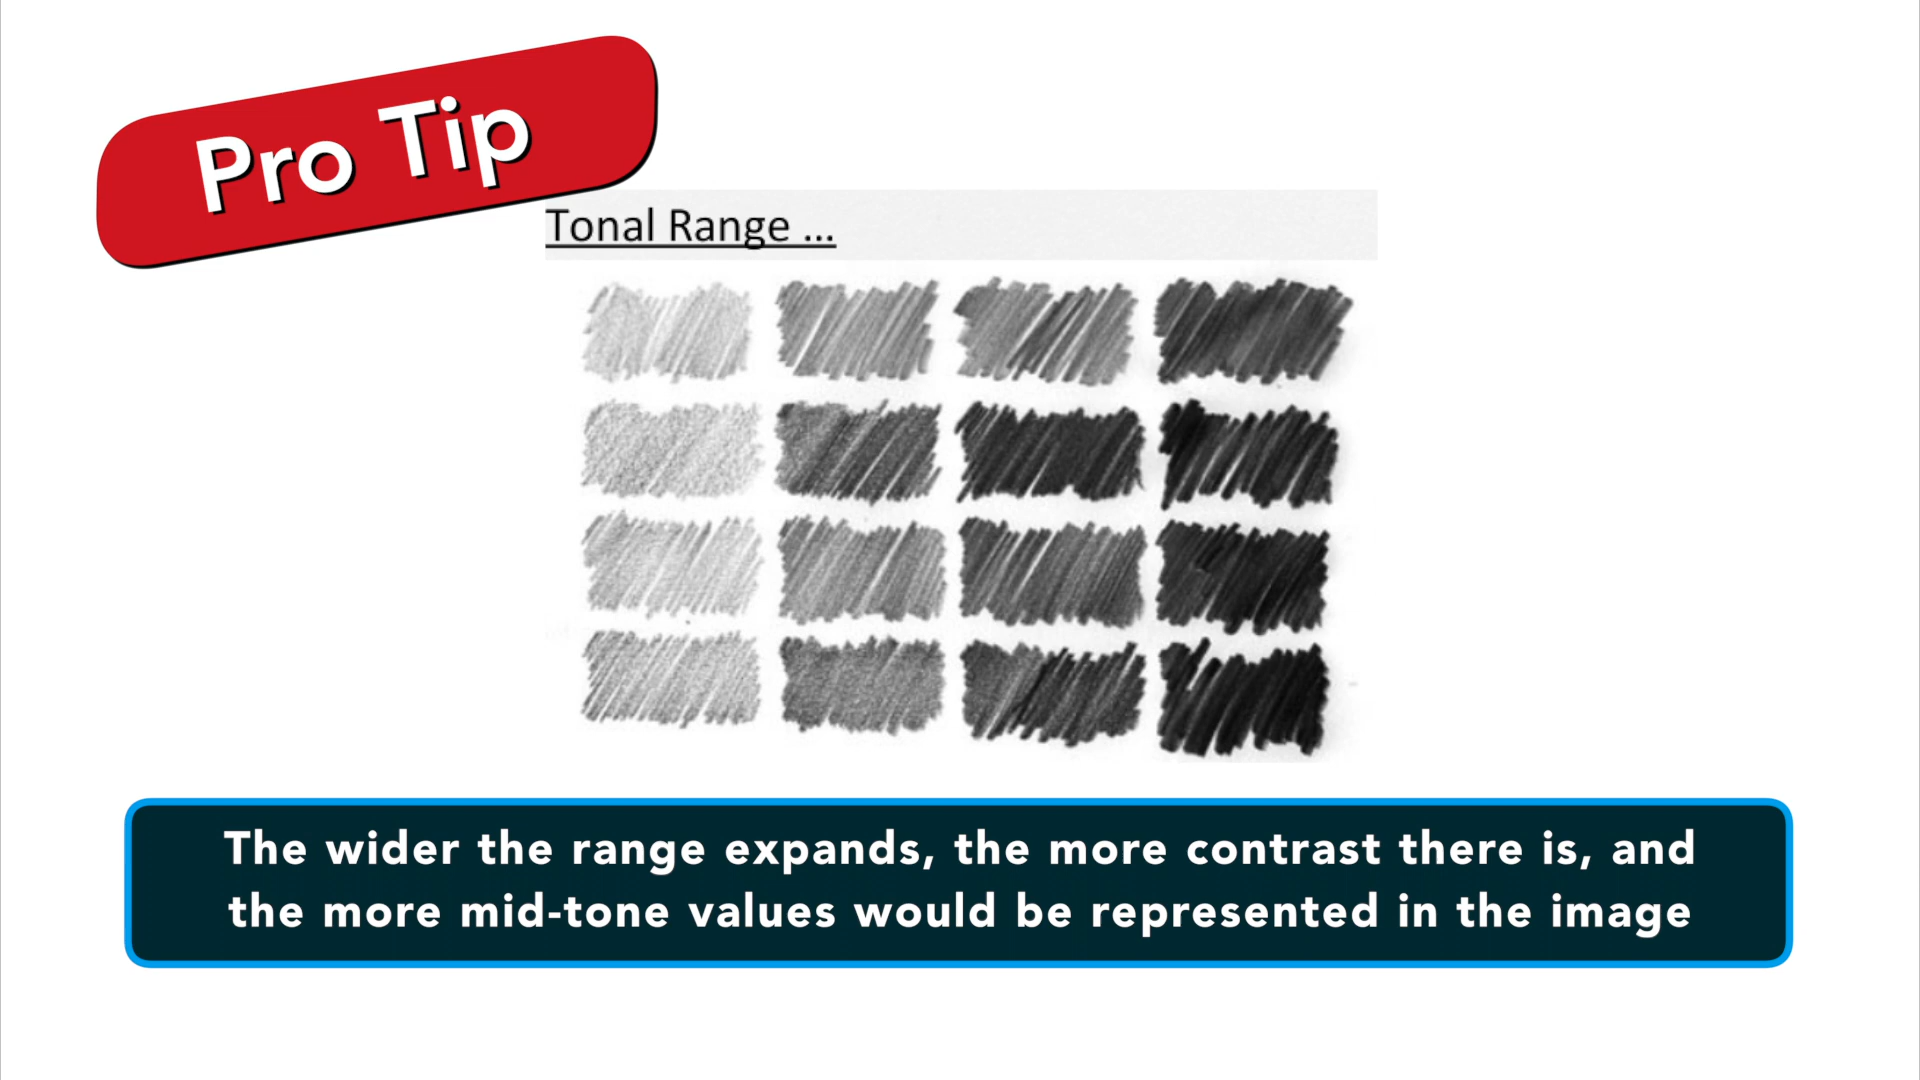 Pro Tip
Tonal Range ...
The wider the range expands, the more contrast there is, and
the more mid-tone values would be represented in the image